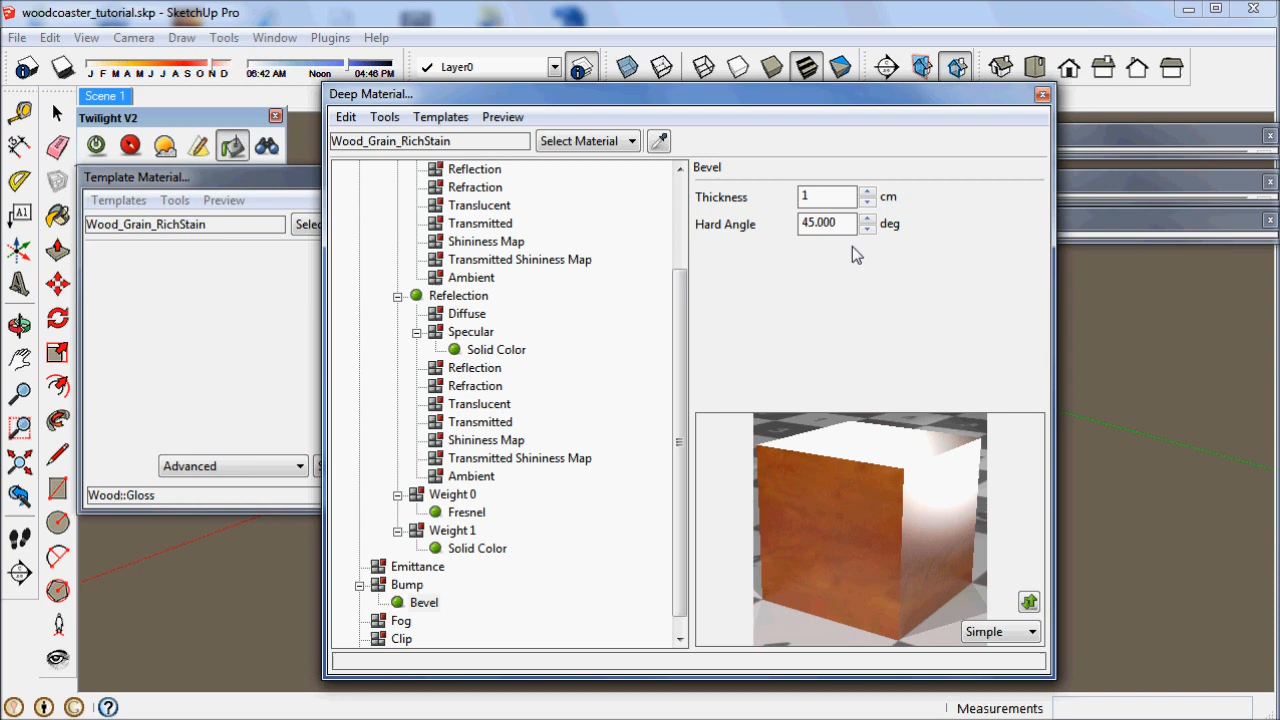 woodcoaster_tutorial.skp - SketchUp Pro
File Edit View Camera Draw Tools Window Plugins Help
J F M A M J J A S O N D 06:42 AM Noon 04:46 PM Layer0
Scene 1
Twilight V2
Template Material...
Templates Tools Preview
Wood_Grain_RichStain Selec
Advanced S
Wood::Gloss
Deep Material...
Edit Tools Templates Preview
Wood_Grain_RichStain Select Material
Reflection
Refraction
Translucent
Transmitted
Shininess Map
Transmitted Shininess Map
Ambient
Refelection
Diffuse
Specular
Solid Color
Reflection
Refraction
Translucent
Transmitted
Shininess Map
Transmitted Shininess Map
Ambient
Weight 0
Fresnel
Weight 1
Solid Color
Emittance
Bump
Bevel
Fog
Clip
Bevel
Thickness 1 cm
Hard Angle 45.000 deg
Simple
A1
Measurements